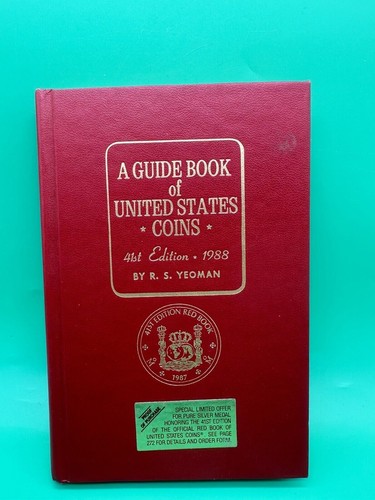 A GUIDE BOOK
of
UNITED STATES
* COINS *
41st Edition • 1988
BY R. S. YEOMAN
41ST EDITION RED BOOK
1987
SPECIAL LIMITED OFFER
FOR PURE SILVER MEDAL
HONORING THE 41ST EDITION
OF THE OFFICIAL RED BOOK OF
UNITED STATES COINS*. SEE PAGE
272 FOR DETAILS AND ORDER FORM.